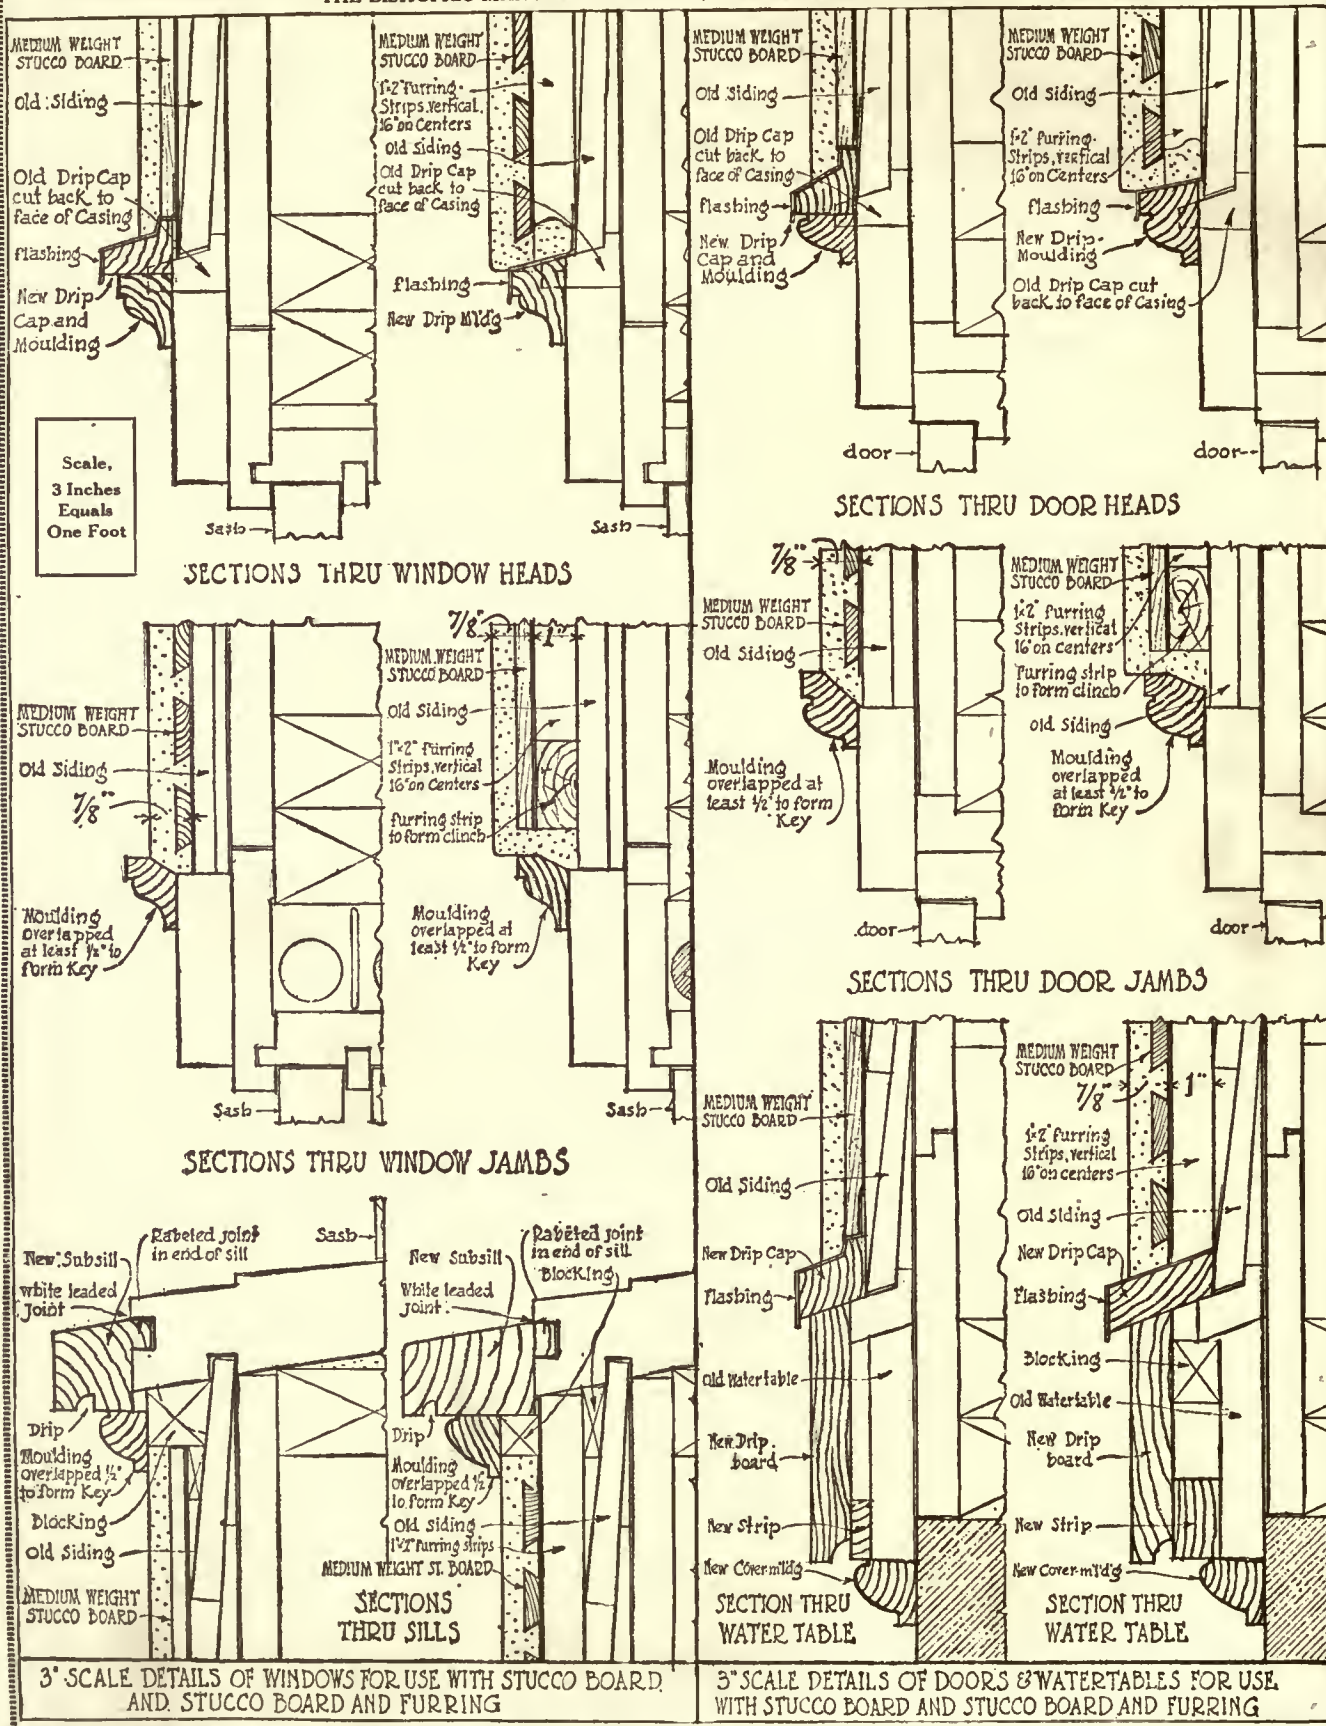 MEDIUM WEIGHT
STUCCO BOARD
Old Siding
Old Drip Cap
cut back to
face of Casing
flashing
New Drip
Cap and
Moulding
MEDIUM WEIGHT
STUCCO BOARD
1"x2" furring
Strips, vertical,
16" on Centers
Old Siding
Old Drip Cap
cut back to
face of Casing
flashing
New Drip Ml'd'g
Scale,
3 Inches
Equals
One Foot
Sash
Sash
SECTIONS THRU WINDOW HEADS
MEDIUM WEIGHT
STUCCO BOARD
Old Siding
Old Drip Cap
cut back to
face of Casing
flashing
New Drip
Cap and
Moulding
MEDIUM WEIGHT
STUCCO BOARD
Old Siding
1"x2" furring
Strips, vertical
16" on Centers
flashing
New Drip
Moulding
Old Drip Cap cut
back to face of Casing
door
door
SECTIONS THRU DOOR HEADS
MEDIUM WEIGHT
STUCCO BOARD
Old Siding
7/8"
Moulding
overlapped
at least 1/2" to
form Key
7/8" 1"
MEDIUM WEIGHT
STUCCO BOARD
Old Siding
1"x2" furring
Strips, vertical
16" on Centers
furring strip
to form clinch
Moulding
overlapped at
least 1/2" to form
Key
Sash
Sash
SECTIONS THRU WINDOW JAMBS
7/8"
MEDIUM WEIGHT
STUCCO BOARD
Old Siding
Moulding
overlapped at
least 1/2" to form
Key
MEDIUM WEIGHT
STUCCO BOARD
1"x2" furring
Strips, vertical
16" on centers
furring strip
to form clinch
Old Siding
Moulding
overlapped
at least 1/2" to
form Key
door
door
SECTIONS THRU DOOR JAMBS
New Subsill
Rabeted joint
in end of sill
white leaded
joint
Drip
Moulding
overlapped 1/2"
to form Key
Blocking
Old Siding
MEDIUM WEIGHT
STUCCO BOARD
Sash
New Subsill
Rabeted joint
in end of sill
Blocking
White leaded
joint
Drip
Moulding
overlapped 1/2
to form Key
Old Siding
1"x2" furring strips
MEDIUM WEIGHT ST. BOARD
SECTIONS
THRU SILLS
MEDIUM WEIGHT
STUCCO BOARD
Old Siding
New Drip Cap
Flashing
Old Watertable
New Drip
board
New Strip
New Cover ml'd'g
SECTION THRU
WATER TABLE
MEDIUM WEIGHT
STUCCO BOARD
7/8" 1"
1"x2" furring
Strips, vertical
16" on centers
Old Siding
New Drip Cap
Flashing
Blocking
Old Watertable
New Drip
board
New Strip
New Cover ml'd'g
SECTION THRU
WATER TABLE
3" SCALE DETAILS OF WINDOWS FOR USE WITH STUCCO BOARD
AND STUCCO BOARD AND FURRING
3" SCALE DETAILS OF DOORS & WATERTABLES FOR USE
WITH STUCCO BOARD AND STUCCO BOARD AND FURRING